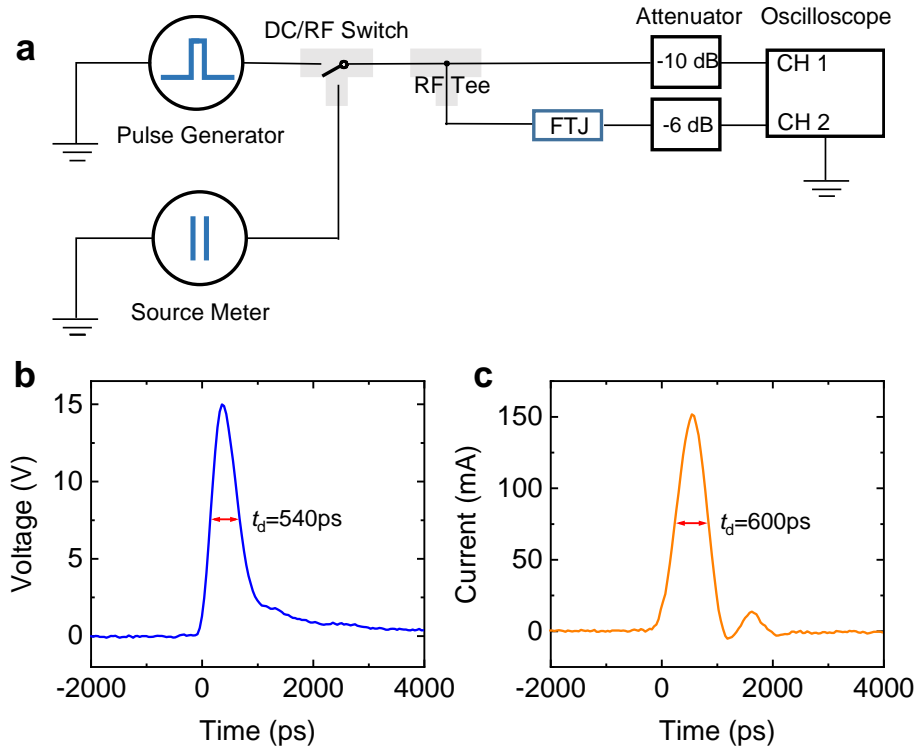 a
DC/RF Switch
Attenuator
Oscilloscope
-10 dB
CH 1
RF Tee
FTJ
-6 dB
CH 2
Pulse Generator
Source Meter
b
15
10
5
0
Voltage (V)
t_d=540ps
-2000 0 2000 4000
Time (ps)
c
150
100
50
0
Current (mA)
t_d=600ps
-2000 0 2000 4000
Time (ps)